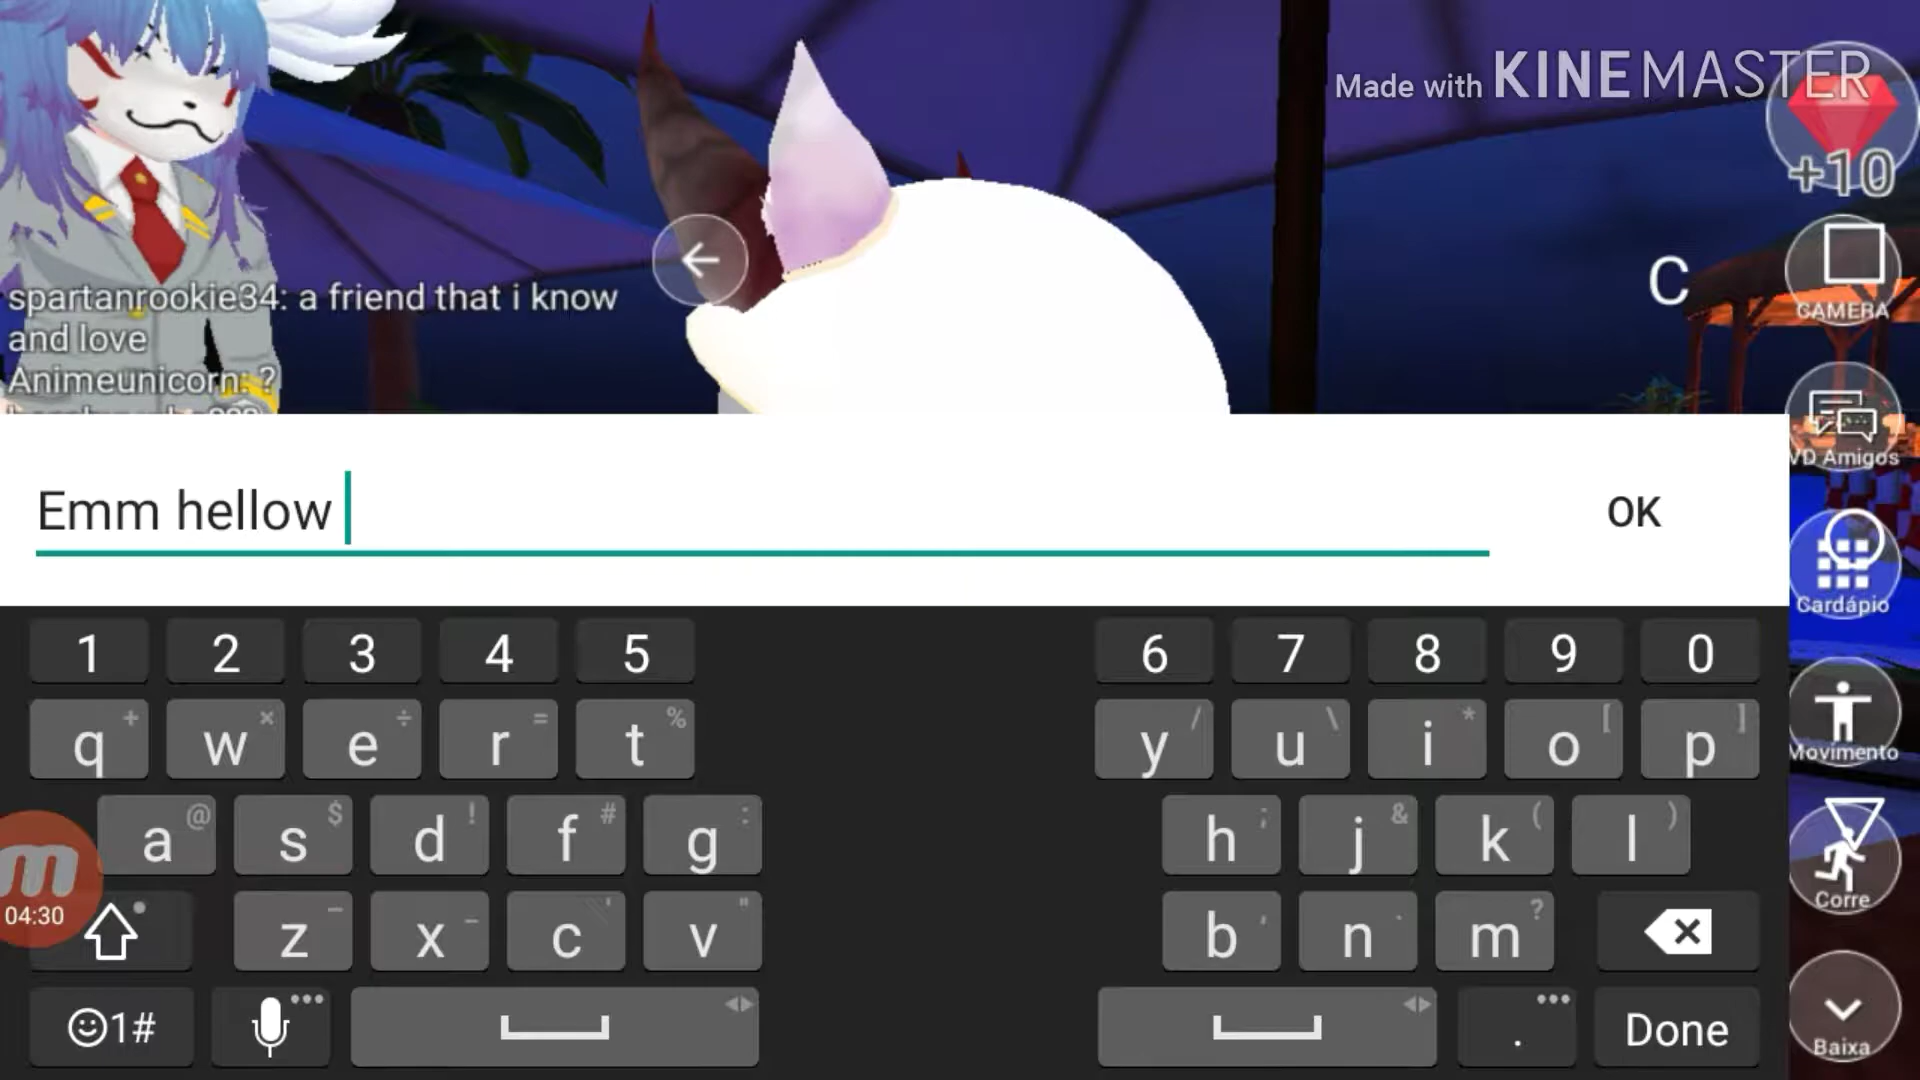 Made with KINEMASTER
+10
C
CAMERA
spartanrookie34: a friend that i know
and love
Animeunicorn: ?
VD Amigos
Emm hellow
OK
Cardápio
1 2 3 4 5 6 7 8 9 0
q + w × e ÷ r = t % y / u \ i * o [ p ]
Movimento
a @ s $ d ! f # g : h ; j & k ( l )
Corre
m
04:30
z x c v b n m ?
1# . Done
Baixa